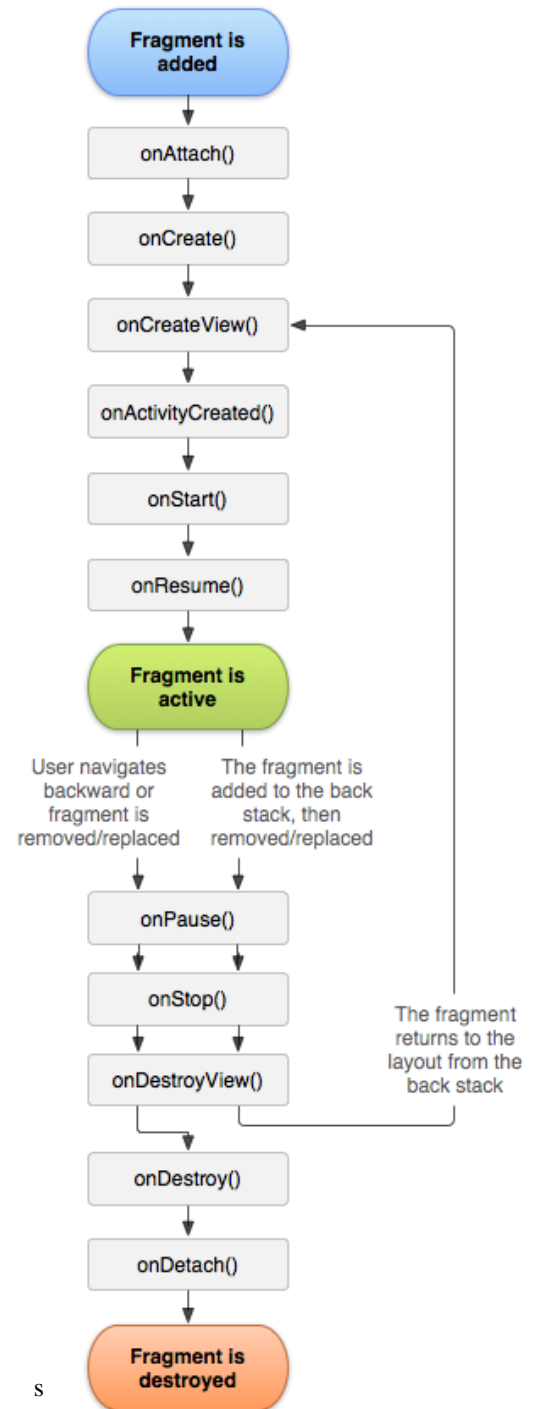 Fragment is
added
onAttach()
onCreate()
onCreateView()
onActivityCreated()
onStart()
onResume()
Fragment is
active
User navigates
backward or
fragment is
removed/replaced
The fragment is
added to the back
stack, then
removed/replaced
onPause()
onStop()
The fragment
returns to the
layout from the
back stack
onDestroyView()
onDestroy()
onDetach()
Fragment is
destroyed
s